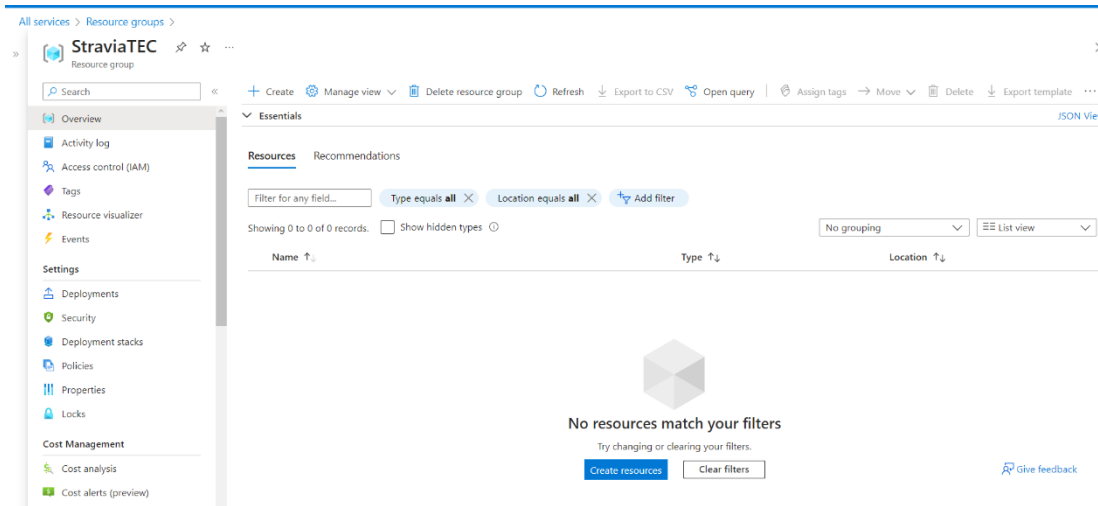 All services > Resource groups >
StraviaTEC
Resource group
Search
Overview
Activity log
Access control (IAM)
Tags
Resource visualizer
Events
Settings
Deployments
Security
Deployment stacks
Policies
Properties
Locks
Cost Management
Cost analysis
Cost alerts (preview)
Create Manage view Delete resource group Refresh Export to CSV Open query Assign tags Move Delete Export template
Essentials JSON Vie
Resources Recommendations
Filter for any field... Type equals all Location equals all Add filter
Showing 0 to 0 of 0 records. Show hidden types No grouping List view
Name Type Location
No resources match your filters
Try changing or clearing your filters.
Create resources Clear filters Give feedback